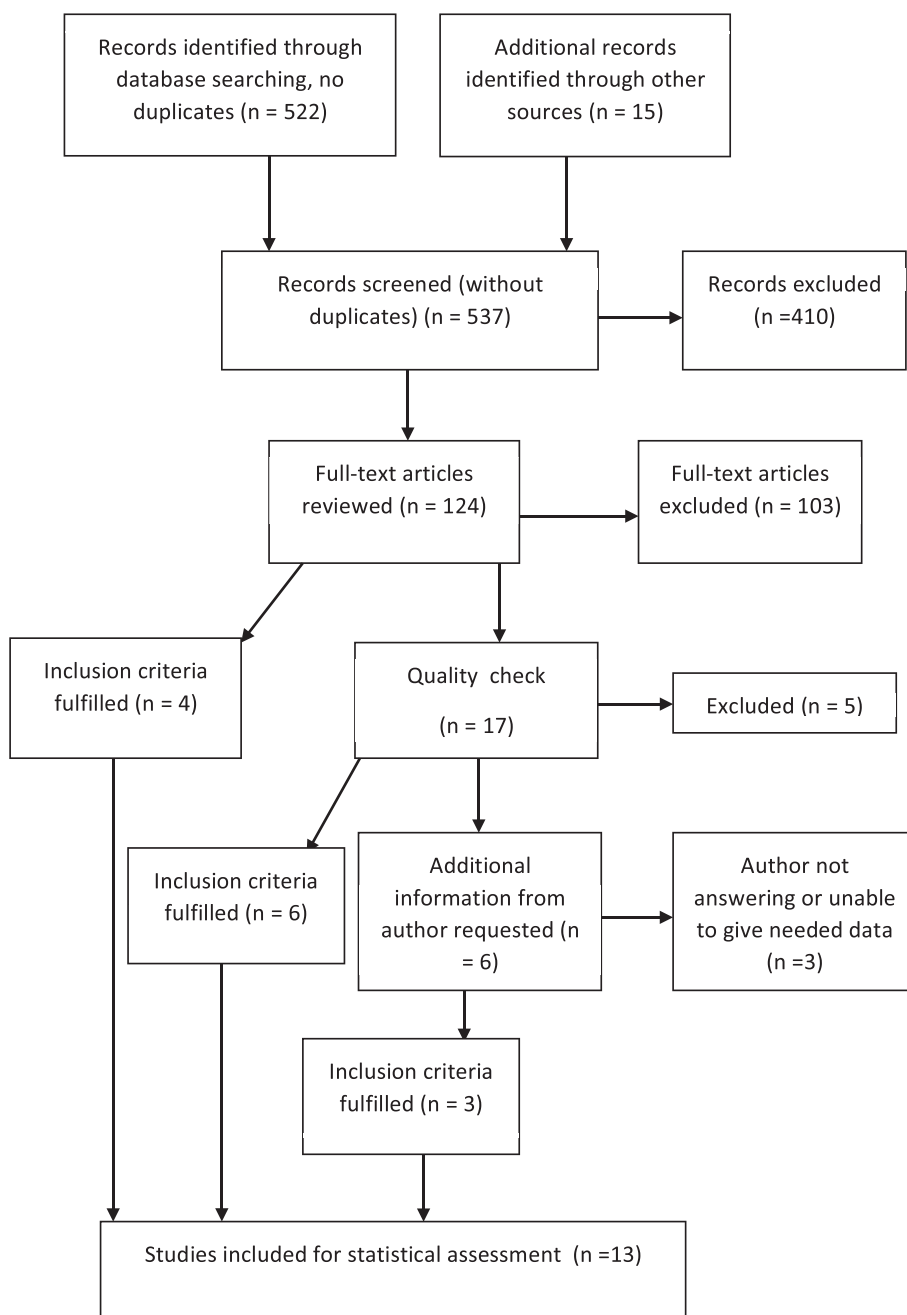 Records identified through
database searching, no
duplicates (n = 522)
Additional records
identified through other
sources (n = 15)
Records screened (without
duplicates) (n = 537)
Records excluded
(n =410)
Full-text articles
reviewed (n = 124)
Full-text articles
excluded (n = 103)
Inclusion criteria
fulfilled (n = 4)
Quality check
(n = 17)
Excluded (n = 5)
Inclusion criteria
fulfilled (n = 6)
Additional
information from
author requested (n
= 6)
Author not
answering or unable
to give needed data
(n =3)
Inclusion criteria
fulfilled (n = 3)
Studies included for statistical assessment (n =13)